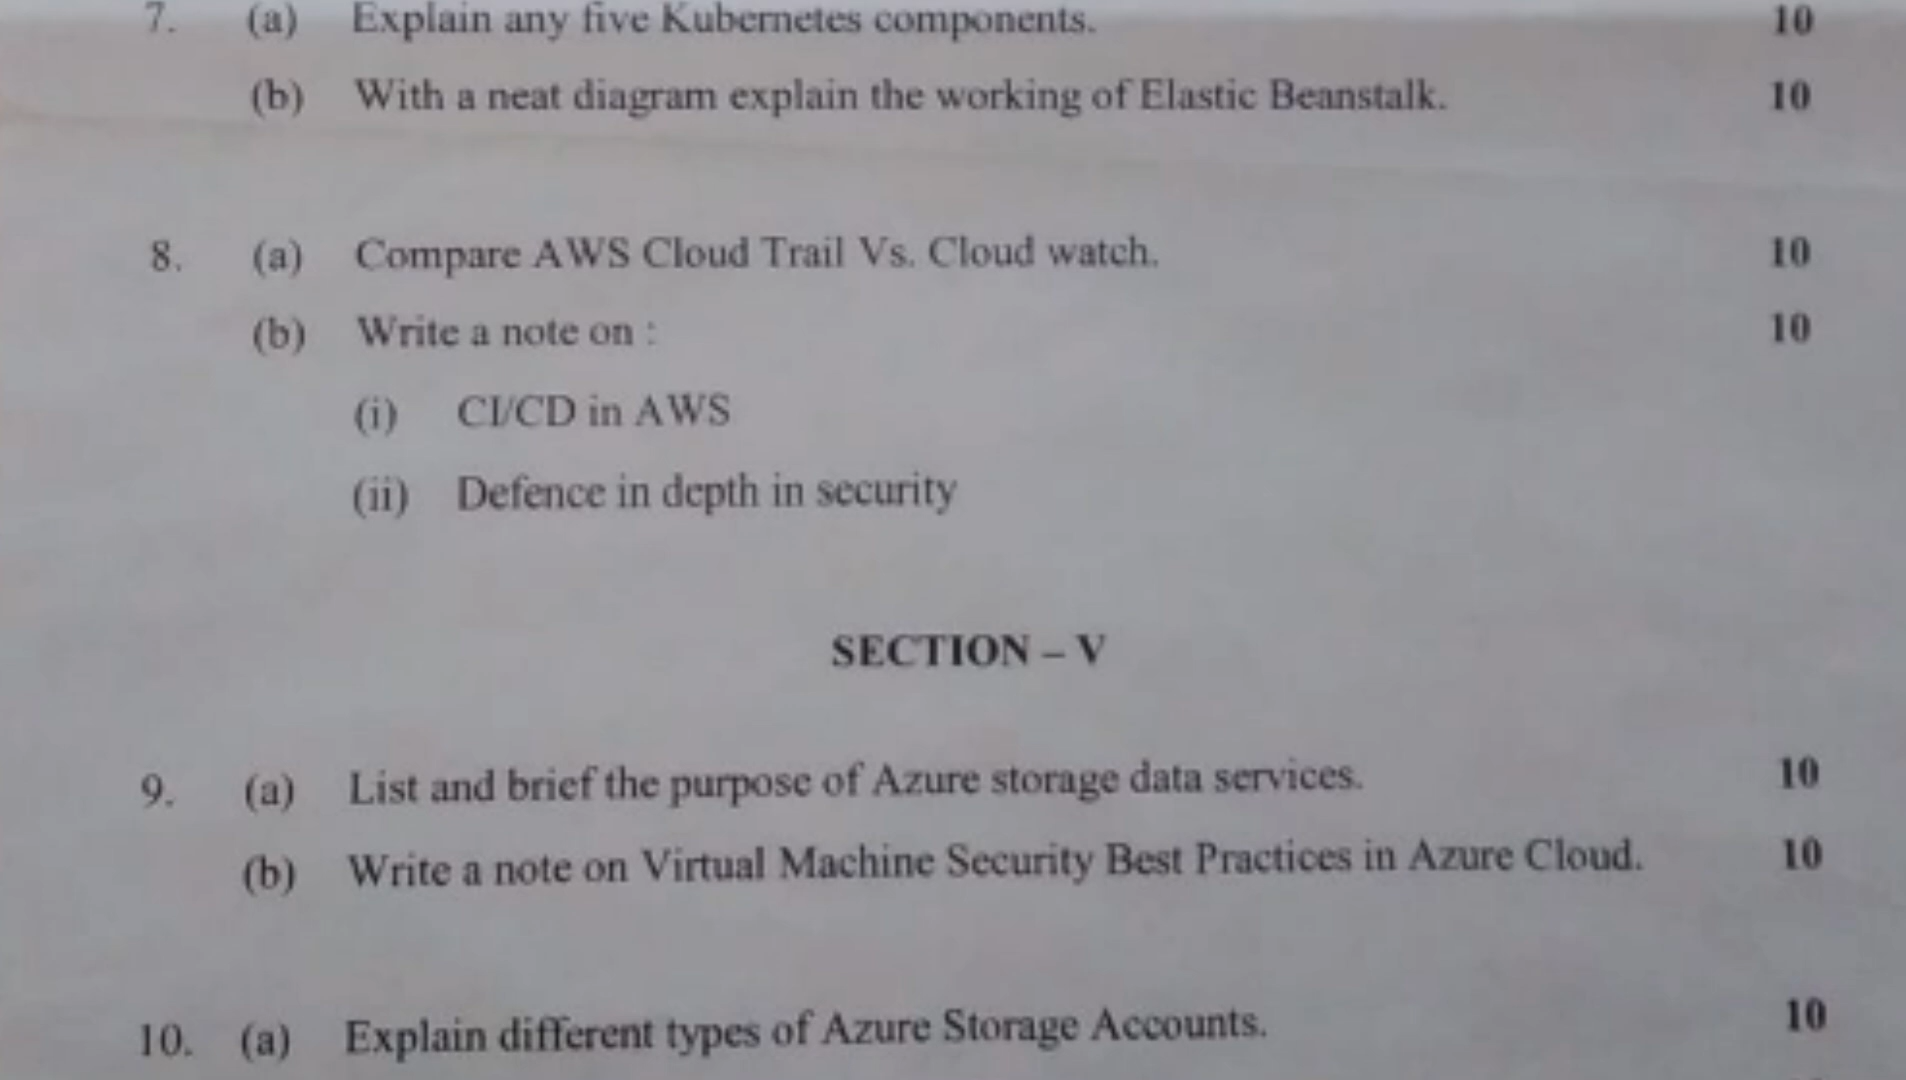 7. (a) Explain any five Kubernetes components. 10
(b) With a neat diagram explain the working of Elastic Beanstalk. 10
8. (a) Compare AWS Cloud Trail Vs. Cloud watch. 10
(b) Write a note on : 10
(i) CI/CD in AWS
(ii) Defence in depth in security
SECTION – V
9. (a) List and brief the purpose of Azure storage data services. 10
(b) Write a note on Virtual Machine Security Best Practices in Azure Cloud. 10
10. (a) Explain different types of Azure Storage Accounts. 10